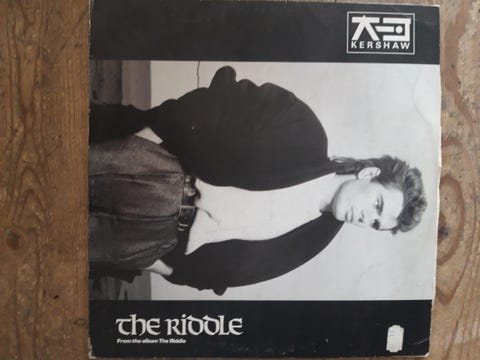 KERSHAW
THE RIDDLE
From the album The Riddle